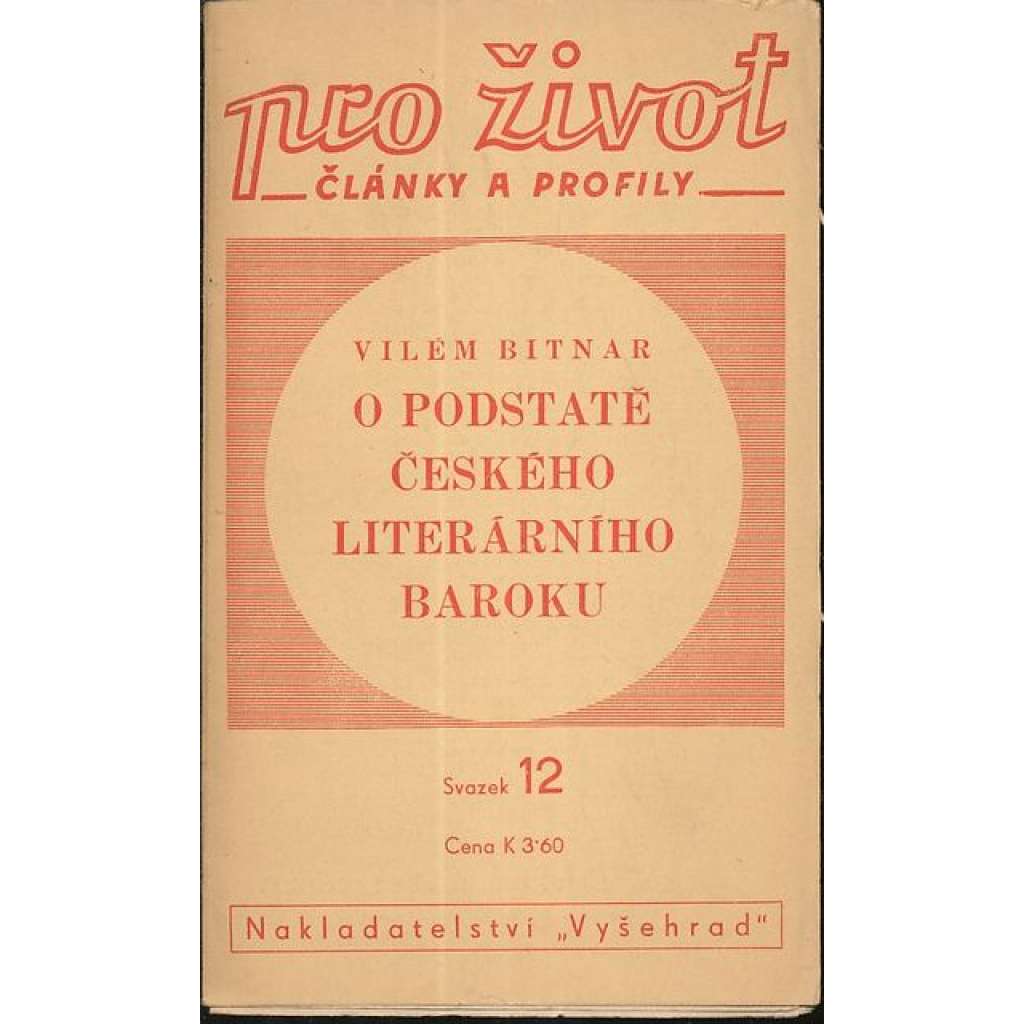 pro život
ČLÁNKY A PROFILY
VILÉM BITNAR
O PODSTATĚ
ČESKÉHO
LITERÁRNÍHO
BAROKU
Svazek 12
Cena K 3·60
Nakladatelství „Vyšehrad“